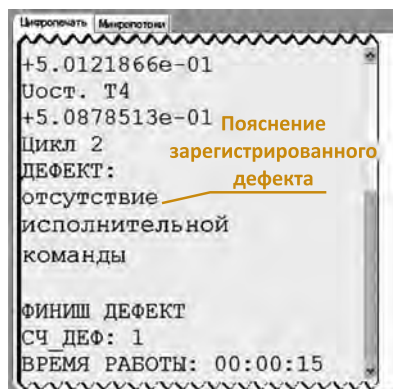 Цифропечать Микропотоки
+5.0121866e-01
Uост. T4
+5.0878513e-01
Цикл 2
ДЕФЕКТ:
отсутствие
исполнительной
команды
Пояснение
зарегистрированного
дефекта
ФИНИШ ДЕФЕКТ
СЧ_ДЕФ: 1
ВРЕМЯ РАБОТЫ: 00:00:15